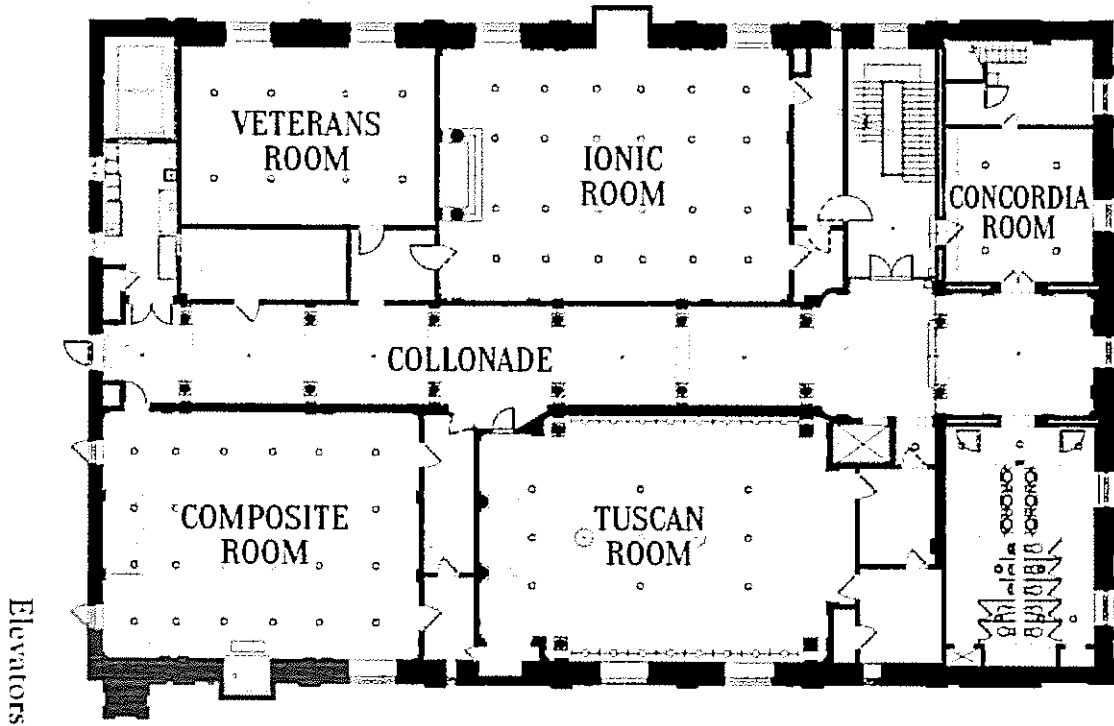 VETERANS
ROOM
IONIC
ROOM
CONCORDIA
ROOM
COLLONADE
COMPOSITE
ROOM
TUSCAN
ROOM
Elevators